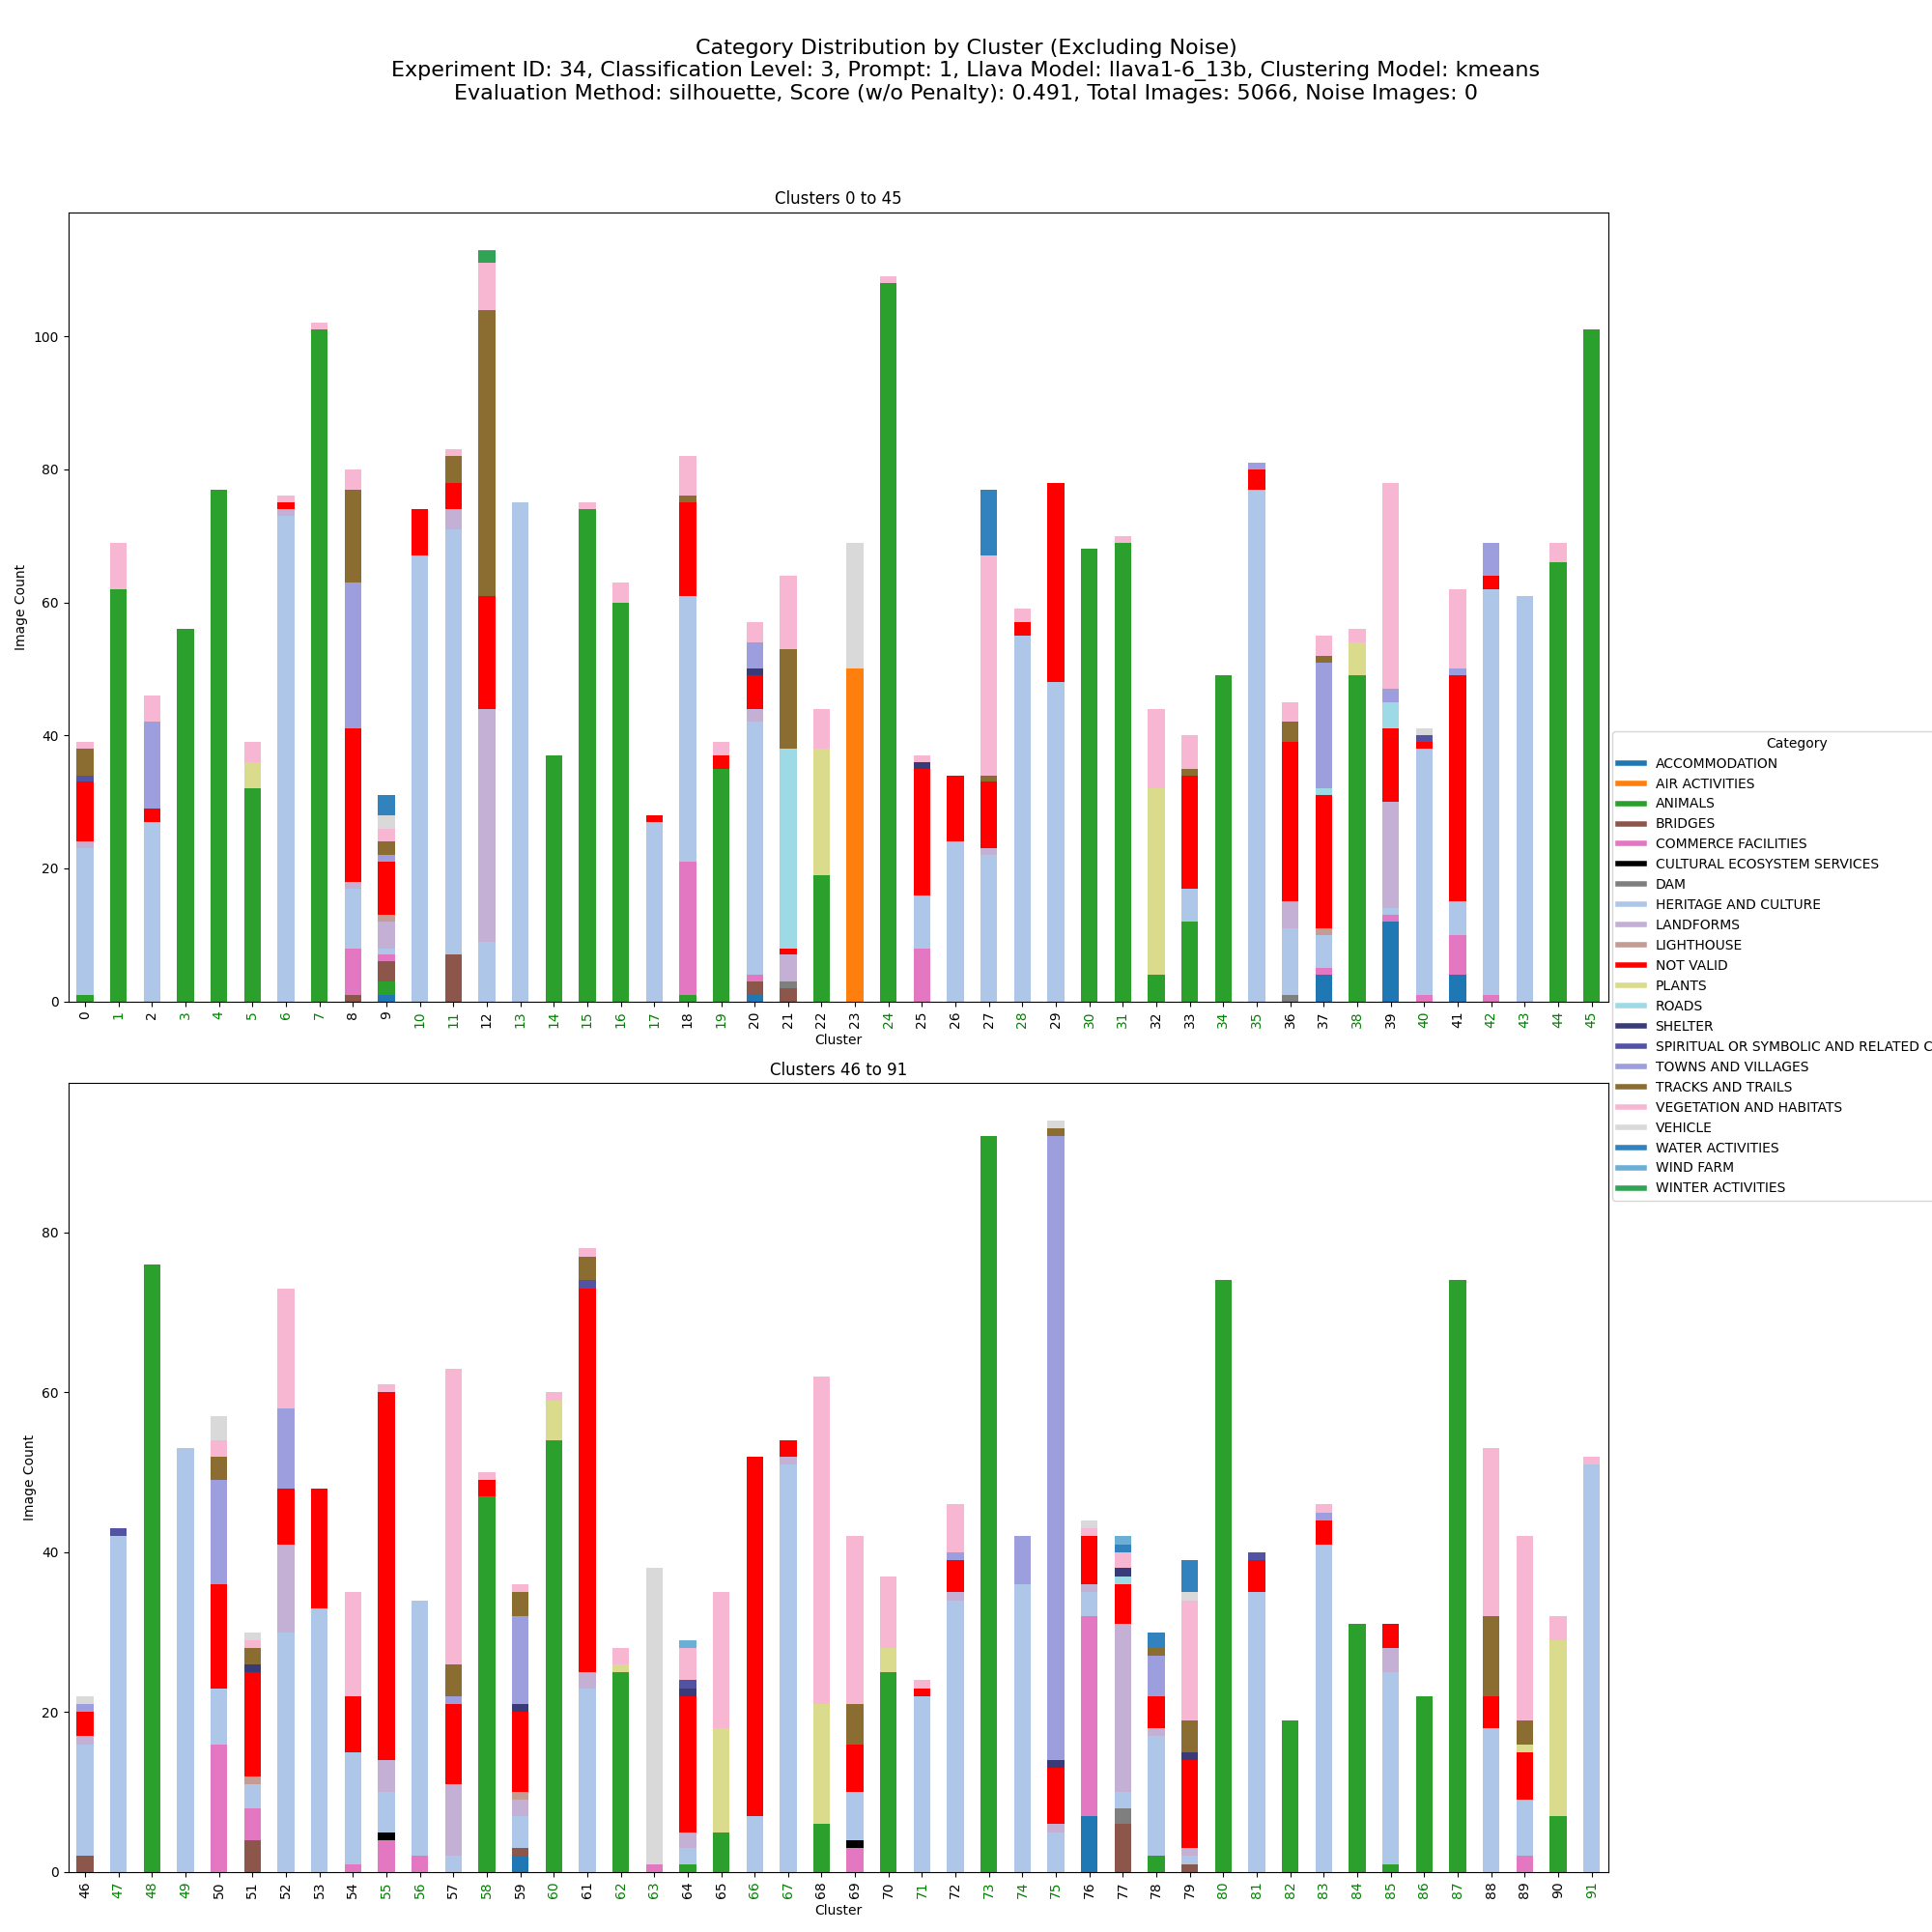 Category Distribution by Cluster (Excluding Noise)
Experiment ID: 34, Classification Level: 3, Prompt: 1, Llava Model: llava1-6_13b, Clustering Model: kmeans
Evaluation Method: silhouette, Score (w/o Penalty): 0.491, Total Images: 5066, Noise Images: 0
Clusters 0 to 45
100
80
60
40
20
0
Image Count
0 1 2 3 4 5 6 7 8 9 10 11 12 13 14 15 16 17 18 19 20 21 22 23 24 25 26 27 28 29 30 31 32 33 34 35 36 37 38 39 40 41 42 43 44 45
Cluster
Category
ACCOMMODATION
AIR ACTIVITIES
ANIMALS
BRIDGES
COMMERCE FACILITIES
CULTURAL ECOSYSTEM SERVICES
DAM
HERITAGE AND CULTURE
LANDFORMS
LIGHTHOUSE
NOT VALID
PLANTS
ROADS
SHELTER
SPIRITUAL OR SYMBOLIC AND RELATED C
TOWNS AND VILLAGES
TRACKS AND TRAILS
VEGETATION AND HABITATS
VEHICLE
WATER ACTIVITIES
WIND FARM
WINTER ACTIVITIES
Clusters 46 to 91
80
60
40
20
0
Image Count
46 47 48 49 50 51 52 53 54 55 56 57 58 59 60 61 62 63 64 65 66 67 68 69 70 71 72 73 74 75 76 77 78 79 80 81 82 83 84 85 86 87 88 89 90 91
Cluster